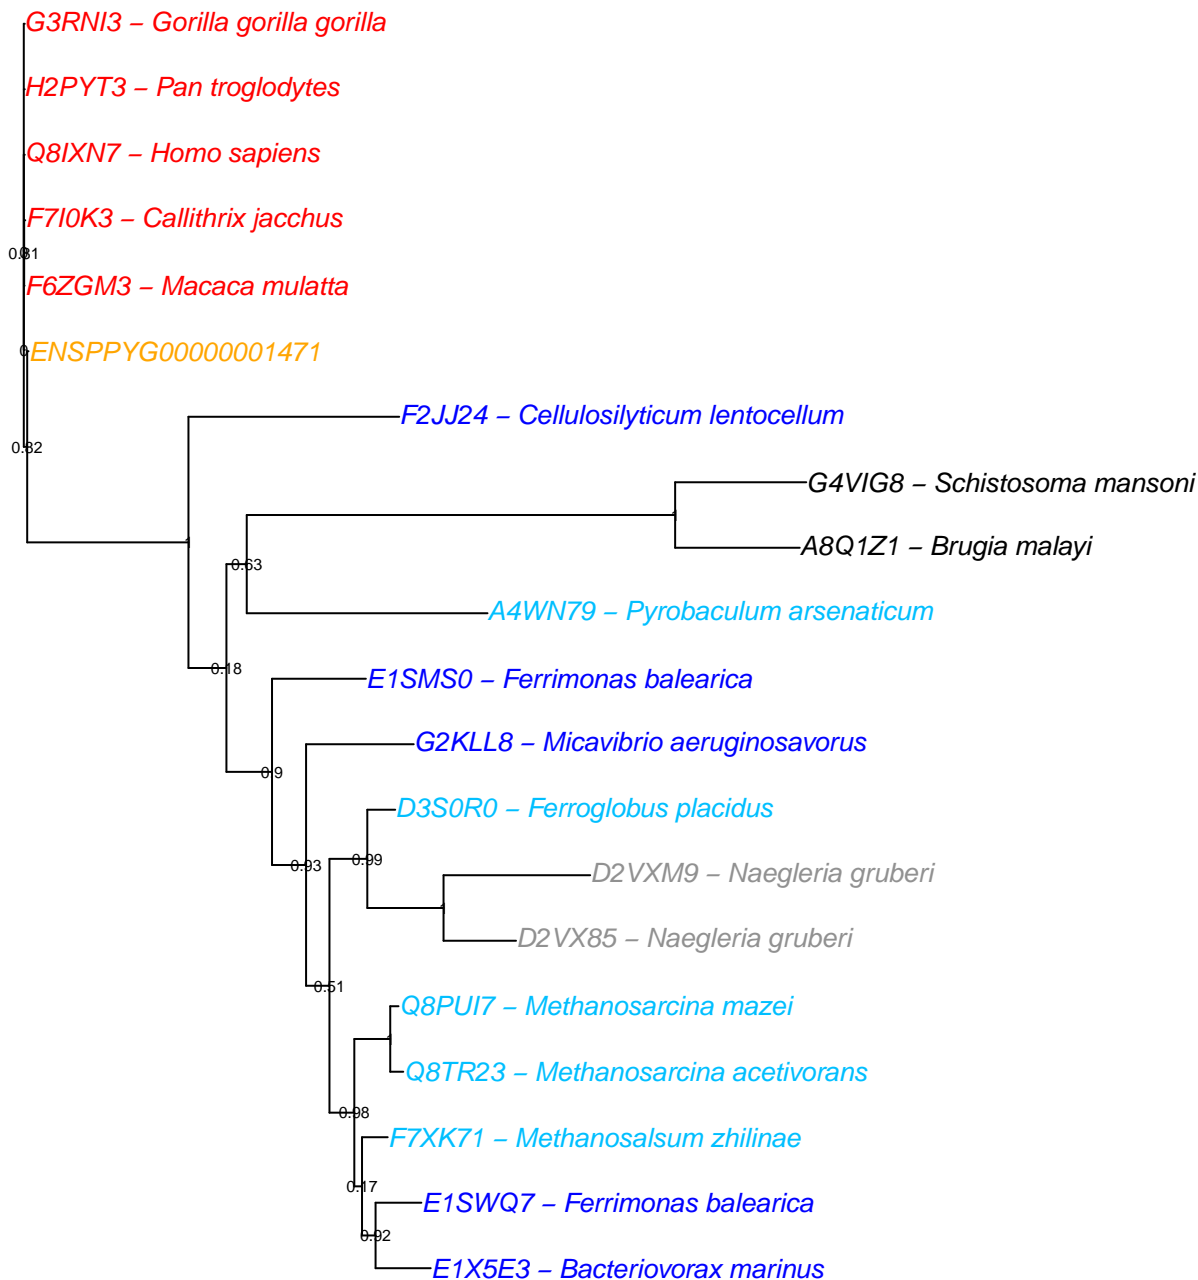 G3RNI3 – Gorilla gorilla gorilla
H2PYT3 – Pan troglodytes
Q8IXN7 – Homo sapiens
F7I0K3 – Callithrix jacchus
F6ZGM3 – Macaca mulatta
0
ENSPPYG00000001471
F2JJ24 – Cellulosilyticum lentocellum
G4VIG8 – Schistosoma mansoni
1
A8Q1Z1 – Brugia malayi
1
0.63
A4WN79 – Pyrobaculum arsenaticum
0.18
E1SMS0 – Ferrimonas balearica
G2KLL8 – Micavibrio aeruginosavorus
0.9
D3S0R0 – Ferroglobus placidus
0.93
0.99
D2VXM9 – Naegleria gruberi
1
D2VX85 – Naegleria gruberi
0.51
Q8PUI7 – Methanosarcina mazei
1
Q8TR23 – Methanosarcina acetivorans
0.98
F7XK71 – Methanosalsum zhilinae
0.17
E1SWQ7 – Ferrimonas balearica
0.92
E1X5E3 – Bacteriovorax marinus